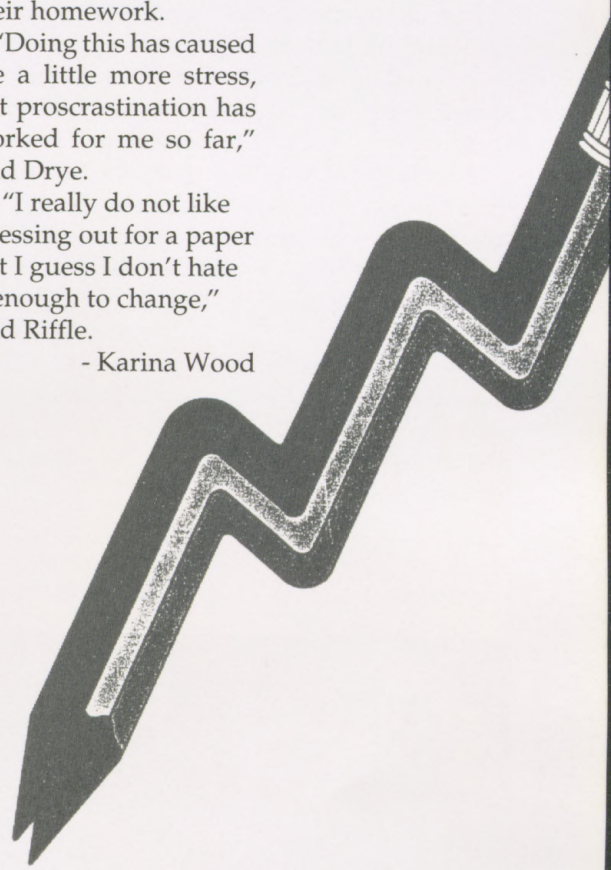 eir homework.
"Doing this has caused
e a little more stress,
t proscrastination has
orked for me so far,"
d Drye.
"I really do not like
essing out for a paper
t I guess I don't hate
enough to change,"
d Riffle.
- Karina Wood